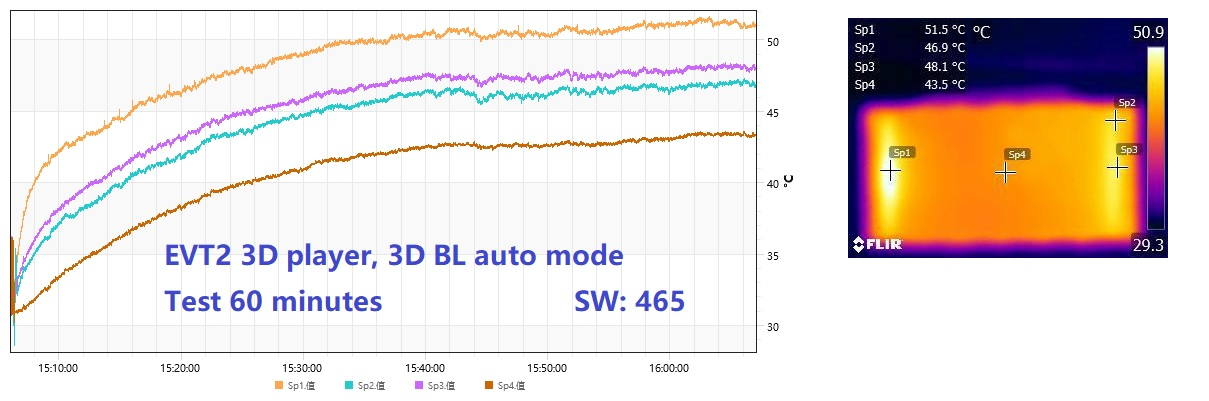 50
45
40
35
30
°C
EVT2 3D player, 3D BL auto mode
Test 60 minutes
SW: 465
15:10:00
15:20:00
15:30:00
15:40:00
15:50:00
16:00:00
Sp1.值
Sp2.值
Sp3.值
Sp4.值
Sp1 51.5 °C °C 50.9
Sp2 46.9 °C
Sp3 48.1 °C
Sp4 43.5 °C
Sp2
Sp1
Sp4
Sp3
FLIR
29.3